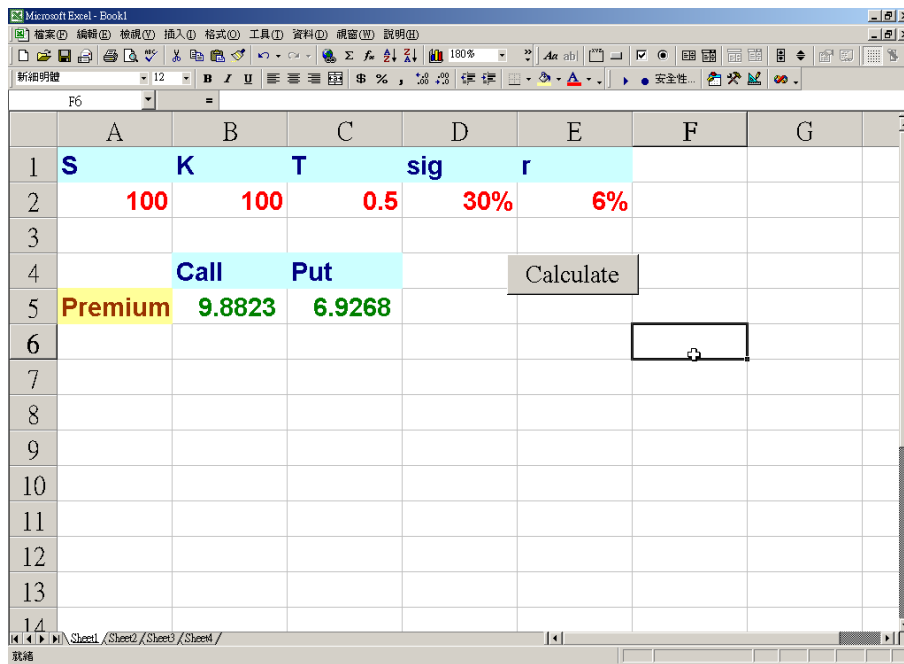 Microsoft Excel - Book1
檔案(F) 編輯(E) 檢視(V) 插入(I) 格式(O) 工具(T) 資料(D) 視窗(W) 說明(H)
180% Aa ab|
新細明體 12 B I U $ % , 安全性...
F6 =
A B C D E F G
1 S K T sig r
2 100 100 0.5 30% 6%
3
4 Call Put Calculate
5 Premium 9.8823 6.9268
6
7
8
9
10
11
12
13
14
Sheet1 Sheet2 Sheet3 Sheet4
就緒